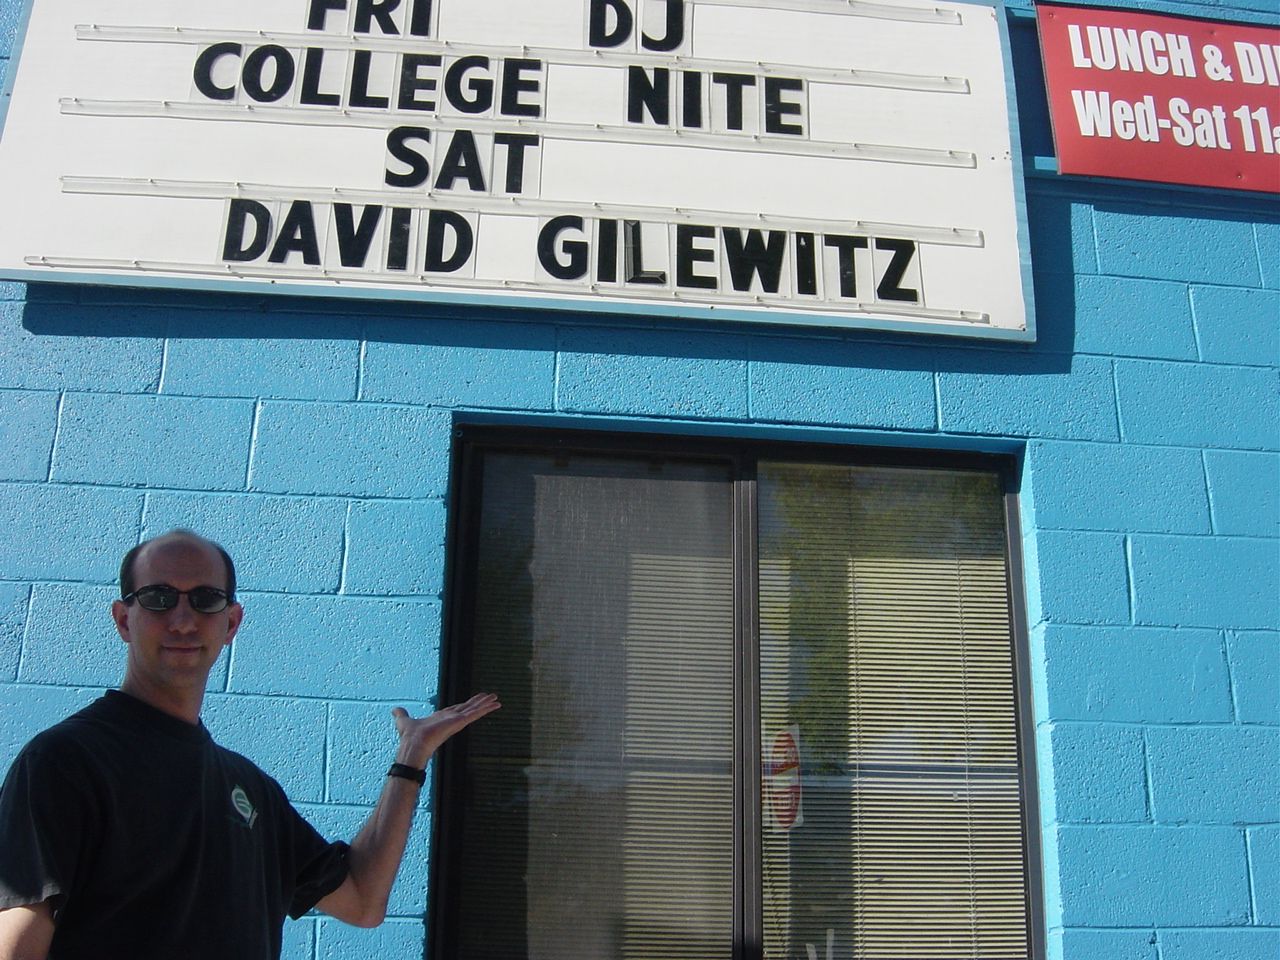 FRI DJ
COLLEGE NITE
SAT
DAVID GILEWITZ
LUNCH &
Wed-Sat